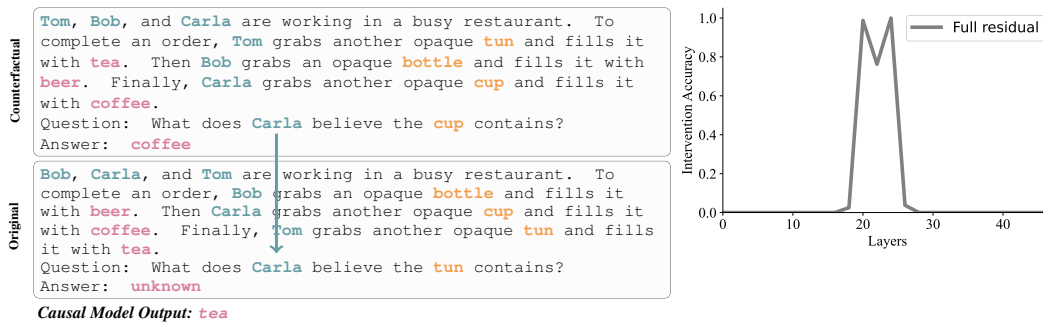 Counterfactual
Tom, Bob, and Carla are working in a busy restaurant. To
complete an order, Tom grabs another opaque tun and fills it
with tea. Then Bob grabs an opaque bottle and fills it with
beer. Finally, Carla grabs another opaque cup and fills it
with coffee.
Question: What does Carla believe the cup contains?
Answer: coffee
Original
Bob, Carla, and Tom are working in a busy restaurant. To
complete an order, Bob grabs an opaque bottle and fills it
with beer. Then Carla grabs another opaque cup and fills it
with coffee. Finally, Tom grabs another opaque tun and fills
it with tea.
Question: What does Carla believe the tun contains?
Answer: unknown
Causal Model Output: tea
Intervention Accuracy
1.0
0.8
0.6
0.4
0.2
0.0
0 10 20 30 40
Layers
Full residual